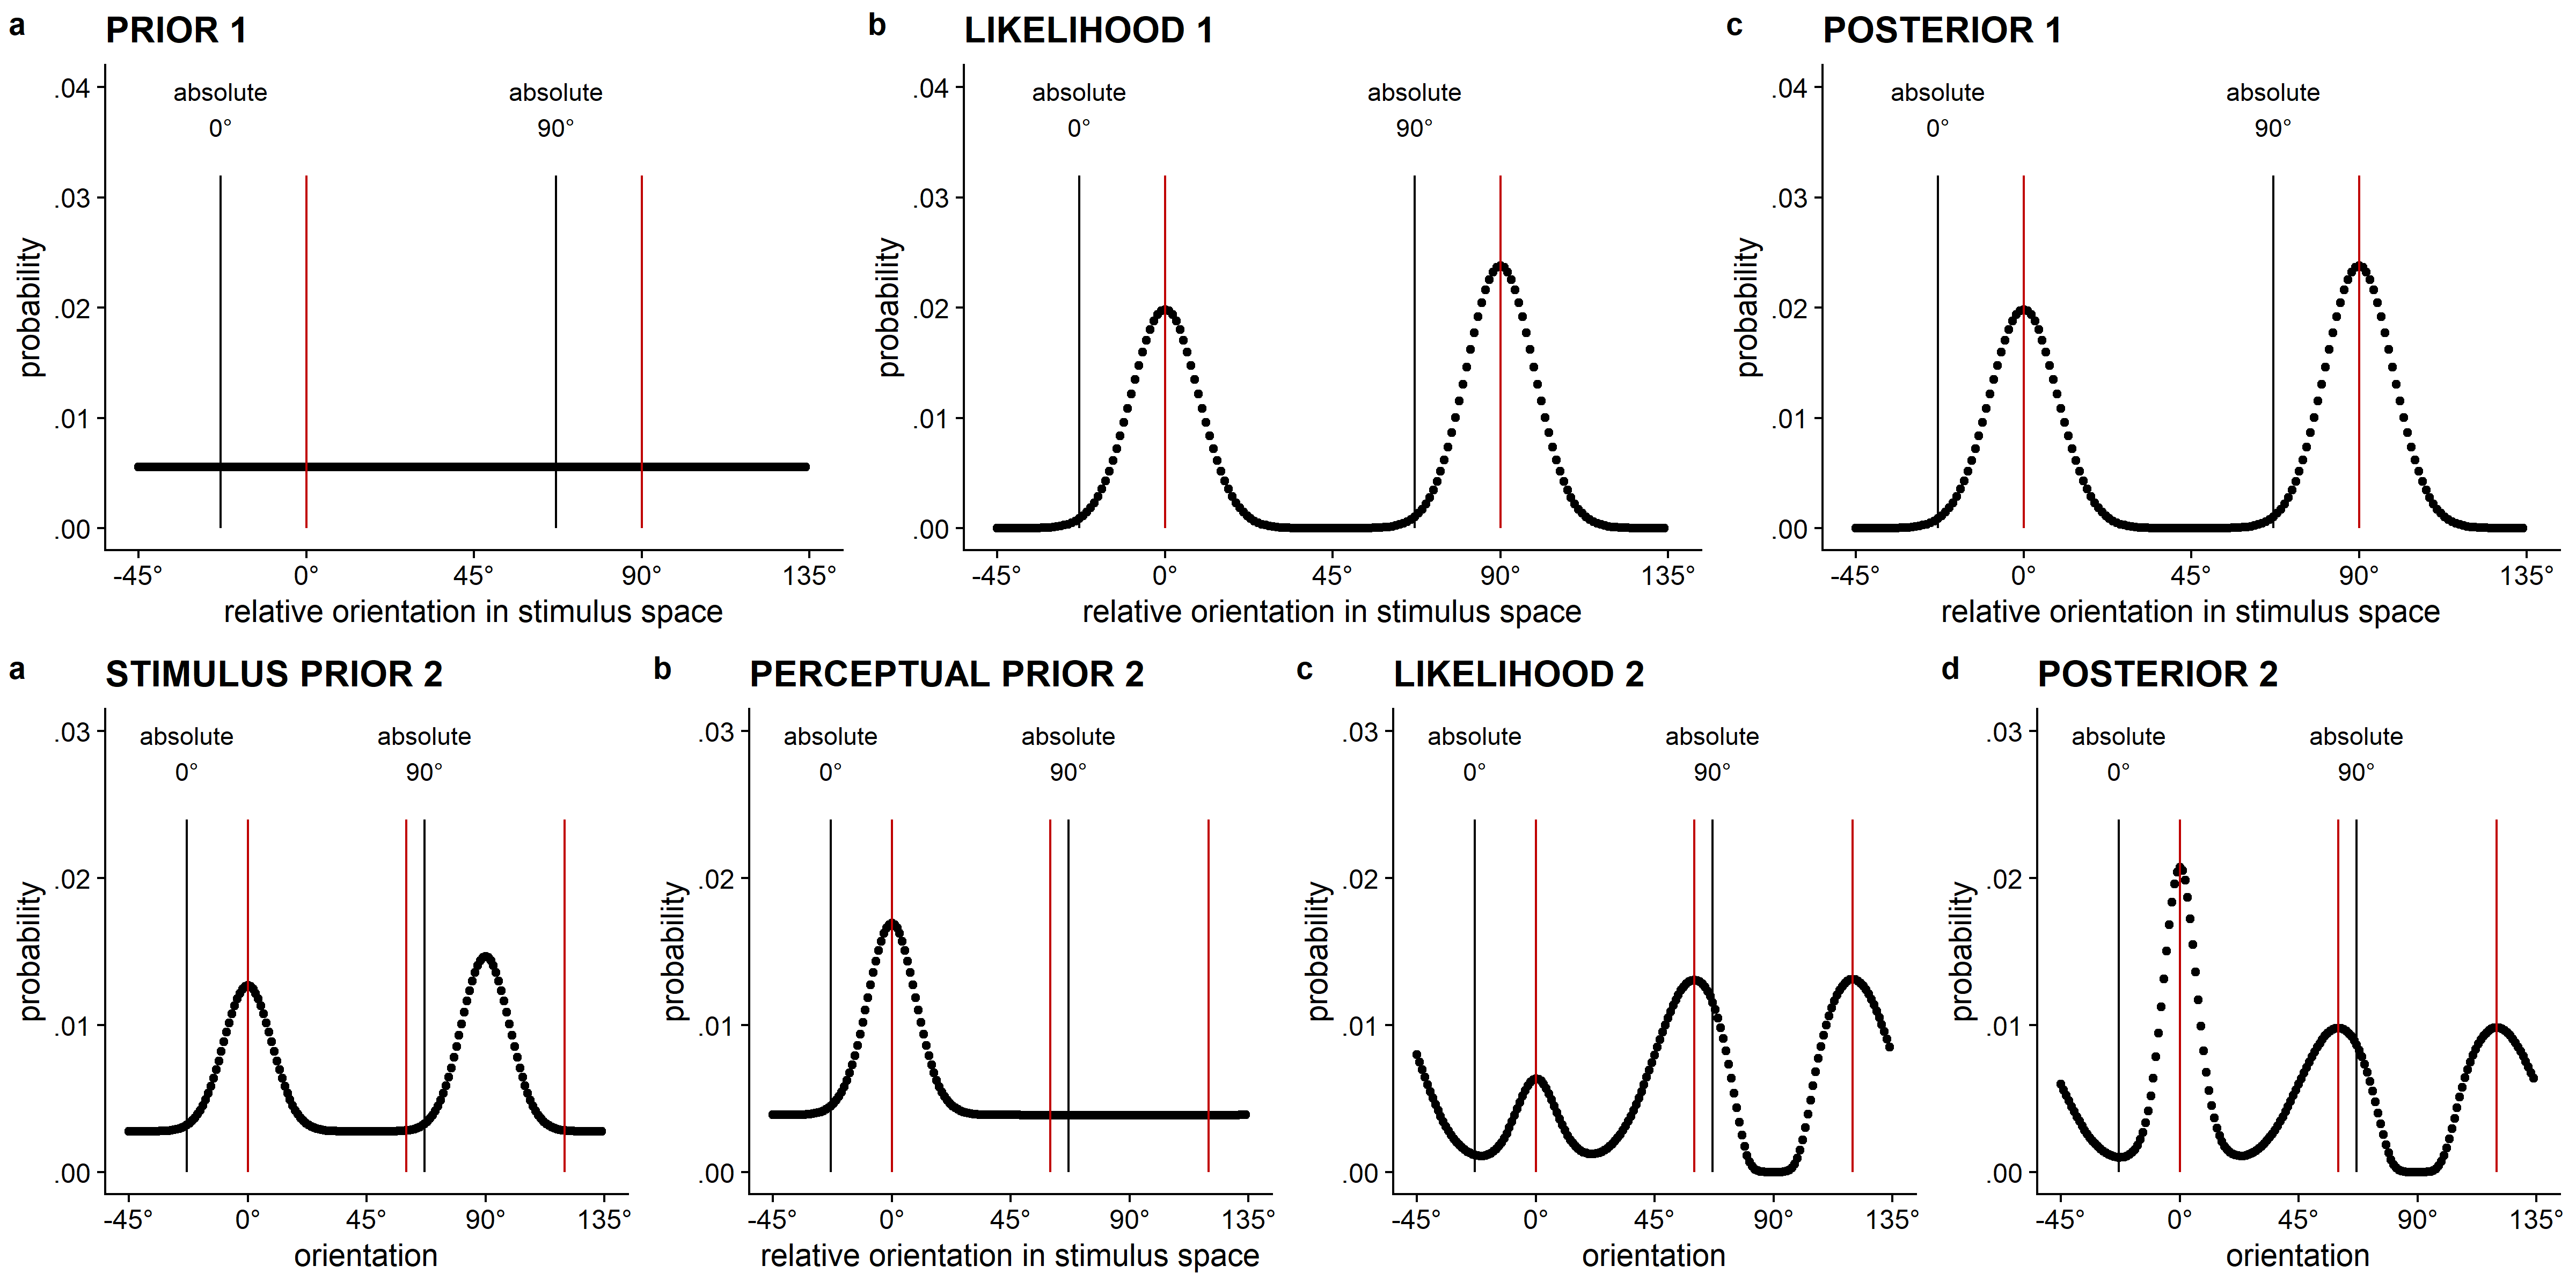 a PRIOR 1
absolute absolute
0° 90°
.04
.03
.02
.01
.00
probability
-45° 0° 45° 90° 135°
relative orientation in stimulus space
b LIKELIHOOD 1
absolute absolute
0° 90°
.04
.03
.02
.01
.00
probability
-45° 0° 45° 90° 135°
relative orientation in stimulus space
c POSTERIOR 1
absolute absolute
0° 90°
.04
.03
.02
.01
.00
probability
-45° 0° 45° 90° 135°
relative orientation in stimulus space
a STIMULUS PRIOR 2
absolute absolute
0° 90°
.03
.02
.01
.00
probability
-45° 0° 45° 90° 135°
orientation
b PERCEPTUAL PRIOR 2
absolute absolute
0° 90°
.03
.02
.01
.00
probability
-45° 0° 45° 90° 135°
relative orientation in stimulus space
c LIKELIHOOD 2
absolute absolute
0° 90°
.03
.02
.01
.00
probability
-45° 0° 45° 90° 135°
orientation
d POSTERIOR 2
absolute absolute
0° 90°
.03
.02
.01
.00
probability
-45° 0° 45° 90° 135°
orientation